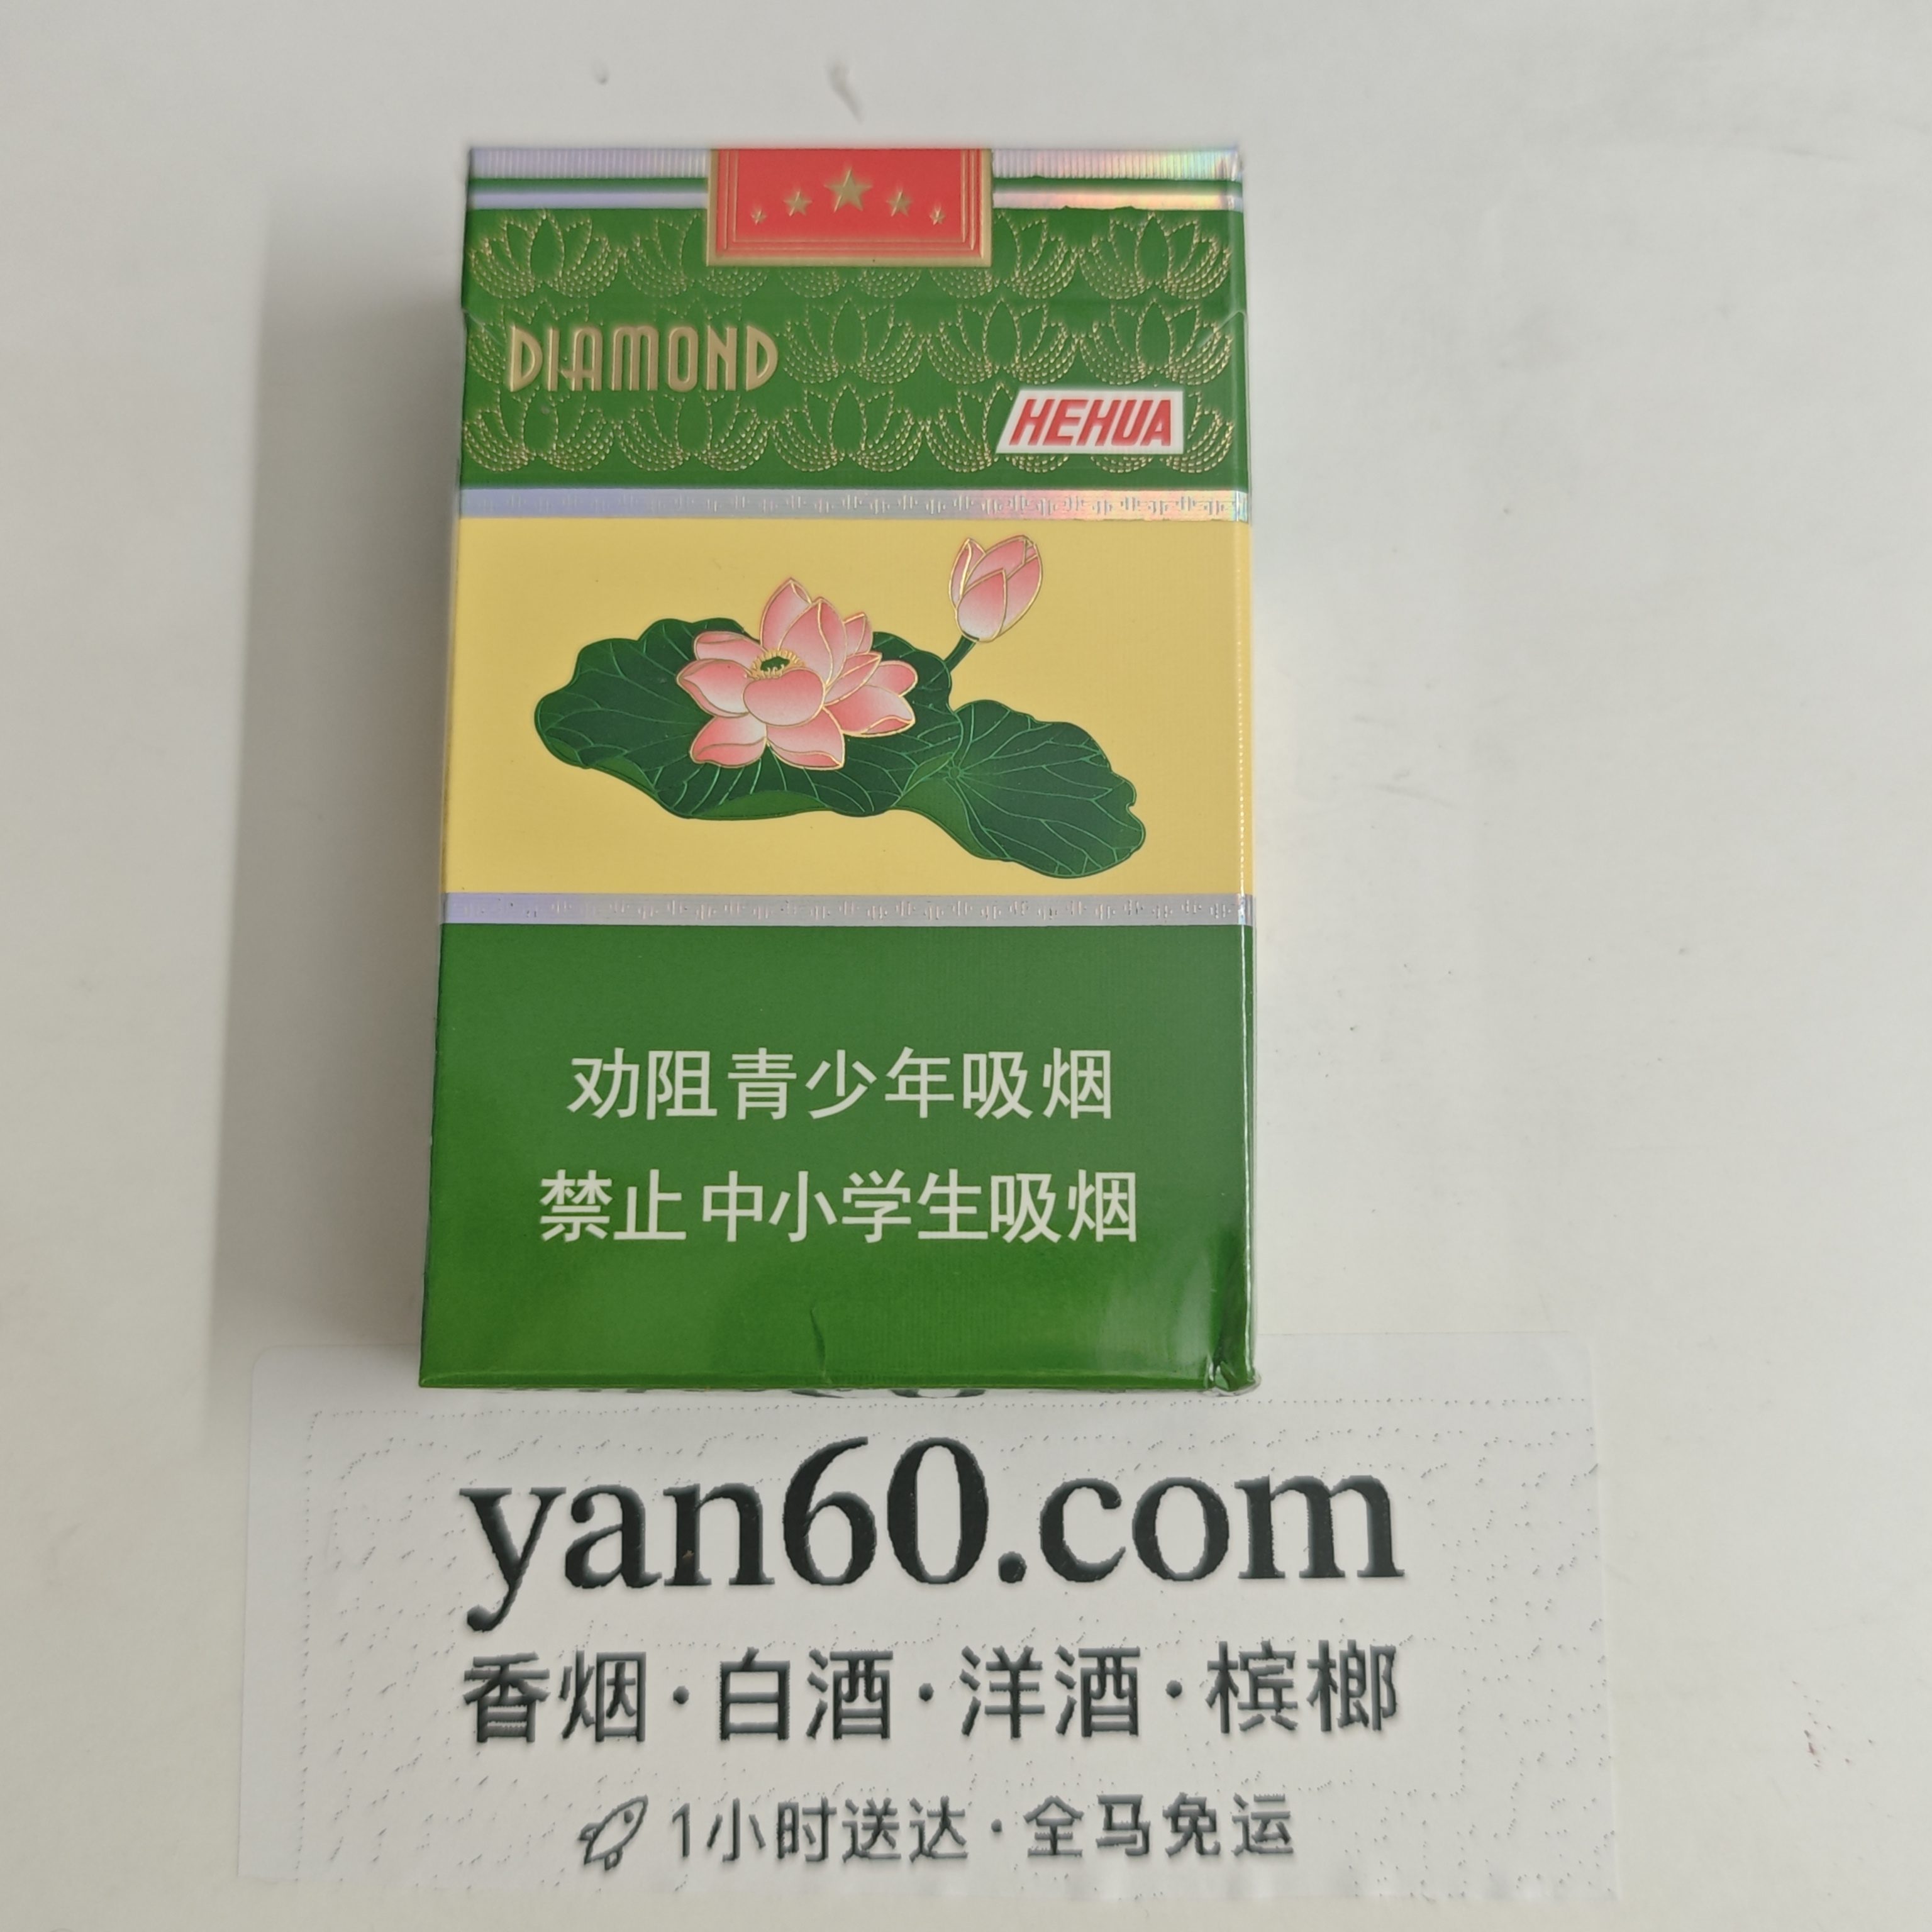 DIAMOND
HEHUA
劝阻青少年吸烟
禁止中小学生吸烟
yan60.com
香烟·白酒·洋酒·槟榔
1小时送达·全马免运